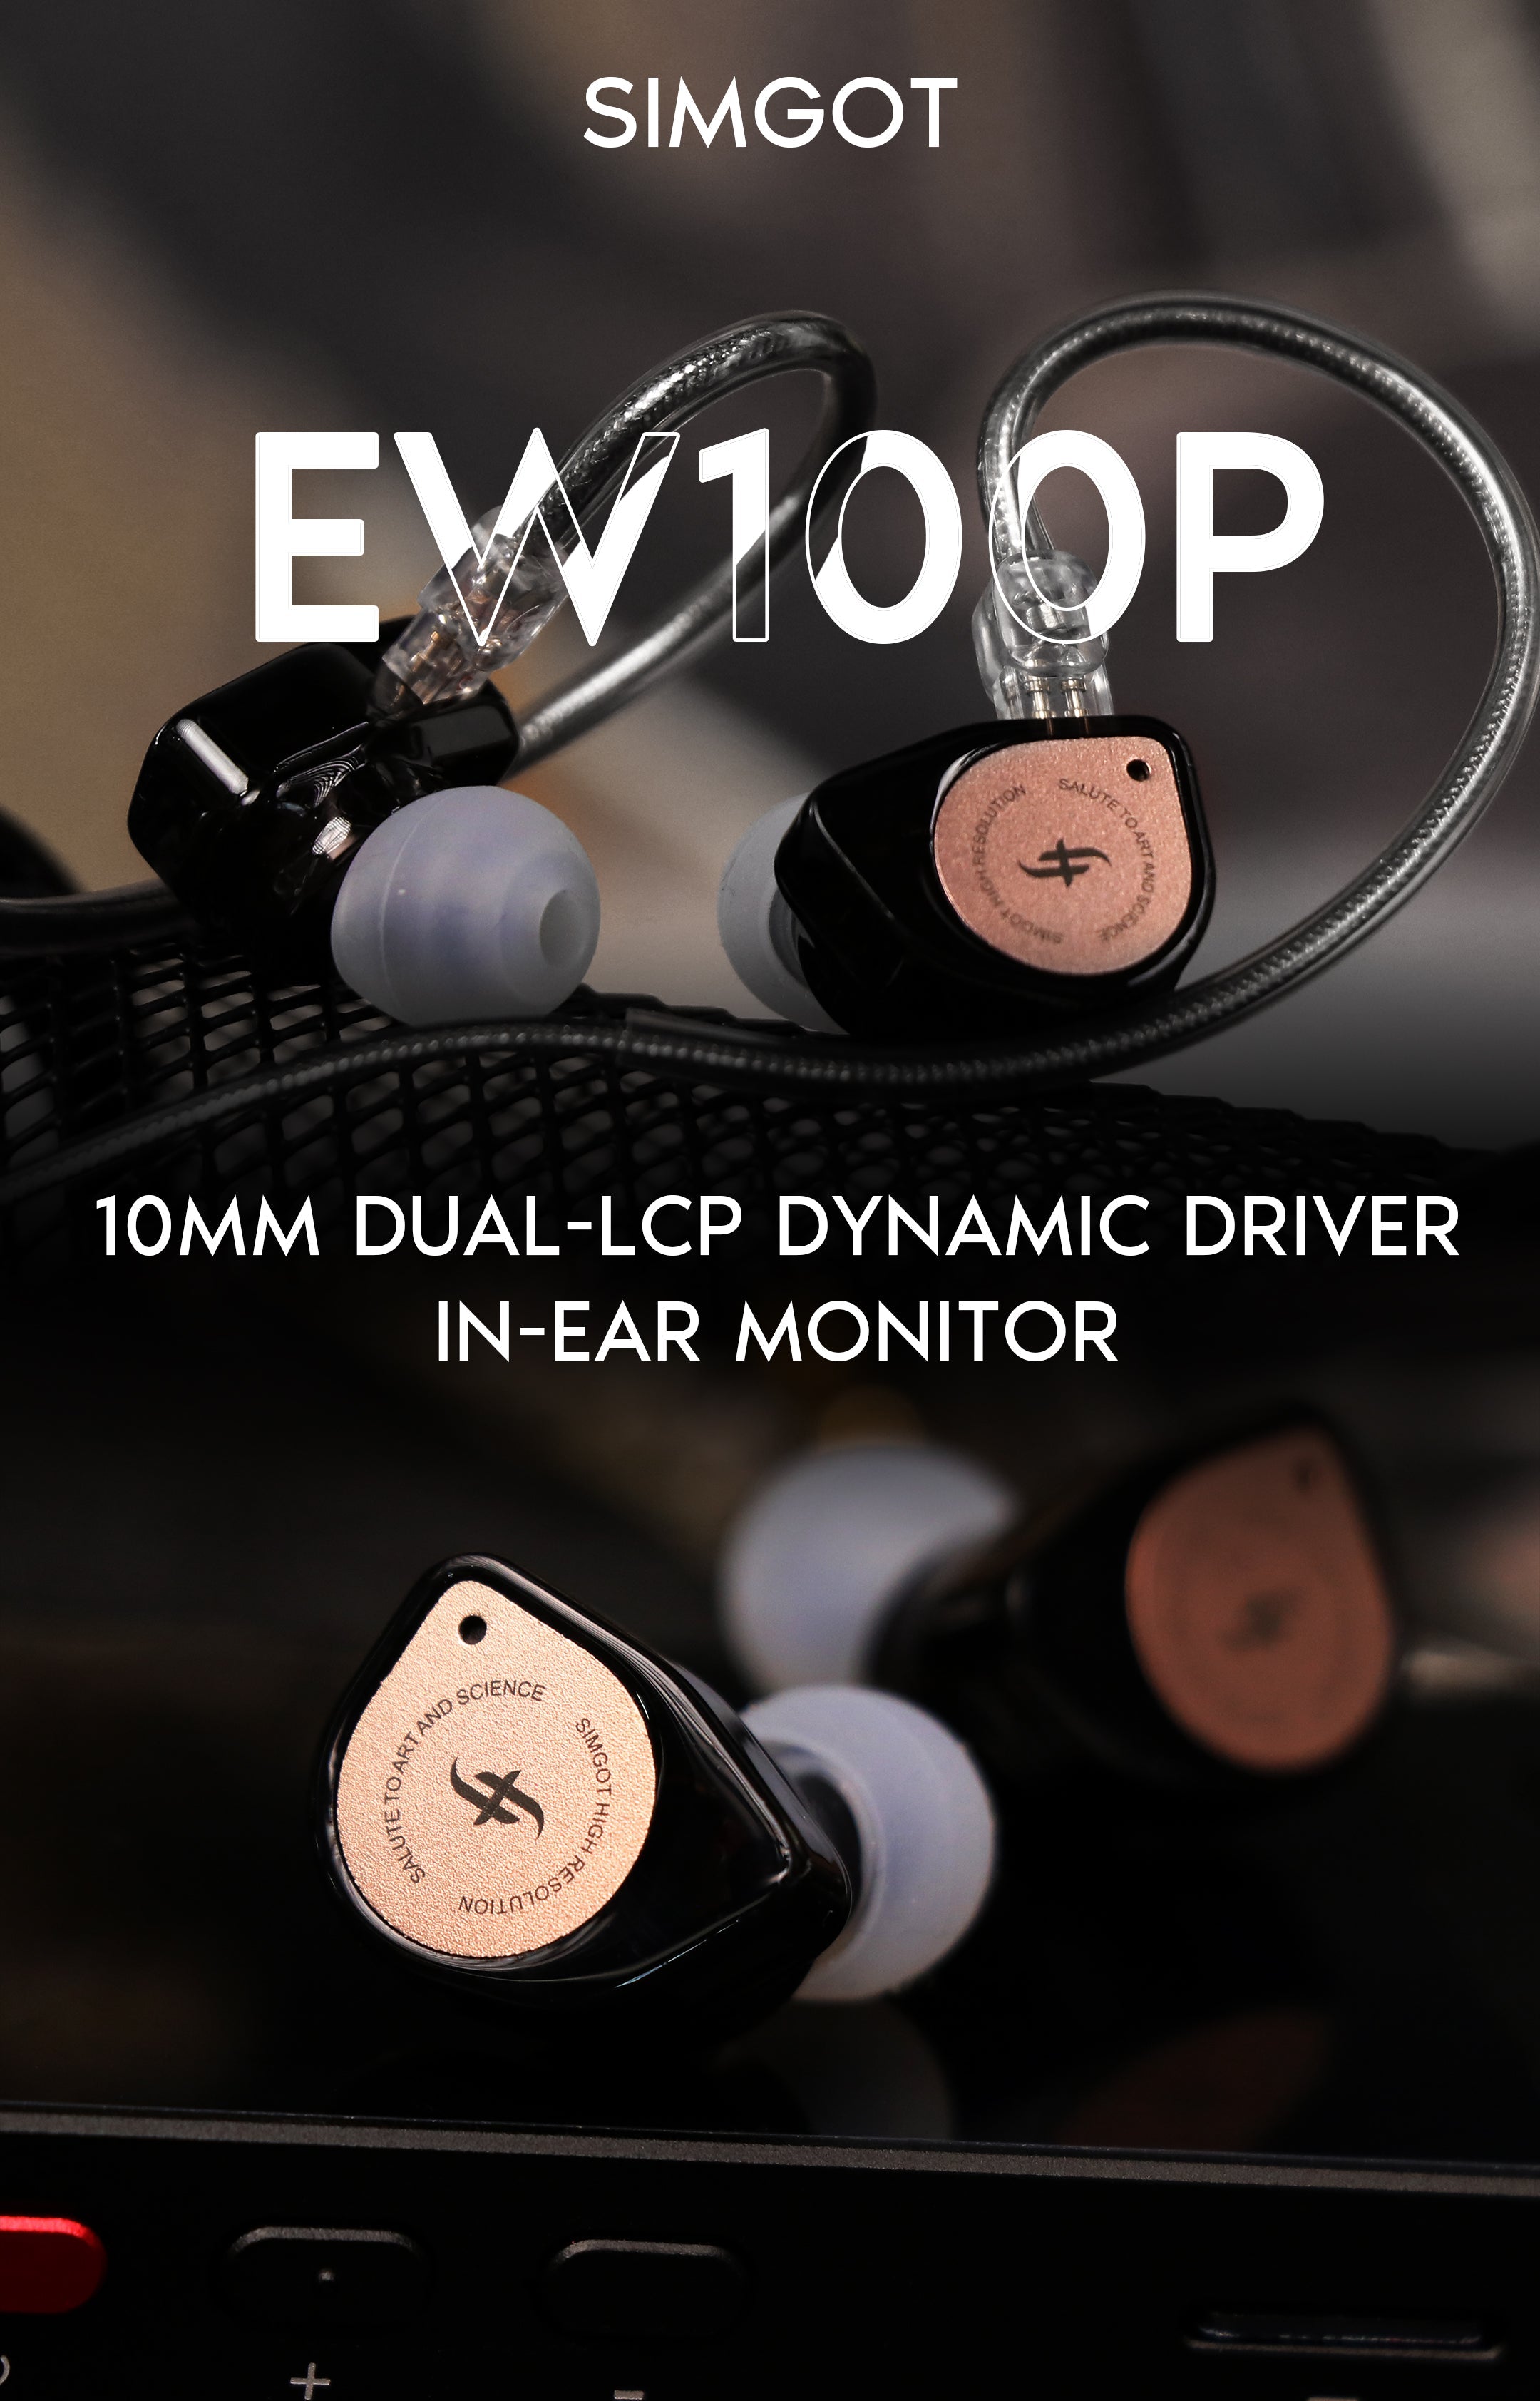 SIMGOT
EW100P
SALUTE TO ART AND SCIENCE
SIMGOT HIGH RESOLUTION
10MM DUAL-LCP DYNAMIC DRIVER
IN-EAR MONITOR
SALUTE TO ART AND SCIENCE
SIMGOT HIGH RESOLUTION
+
-